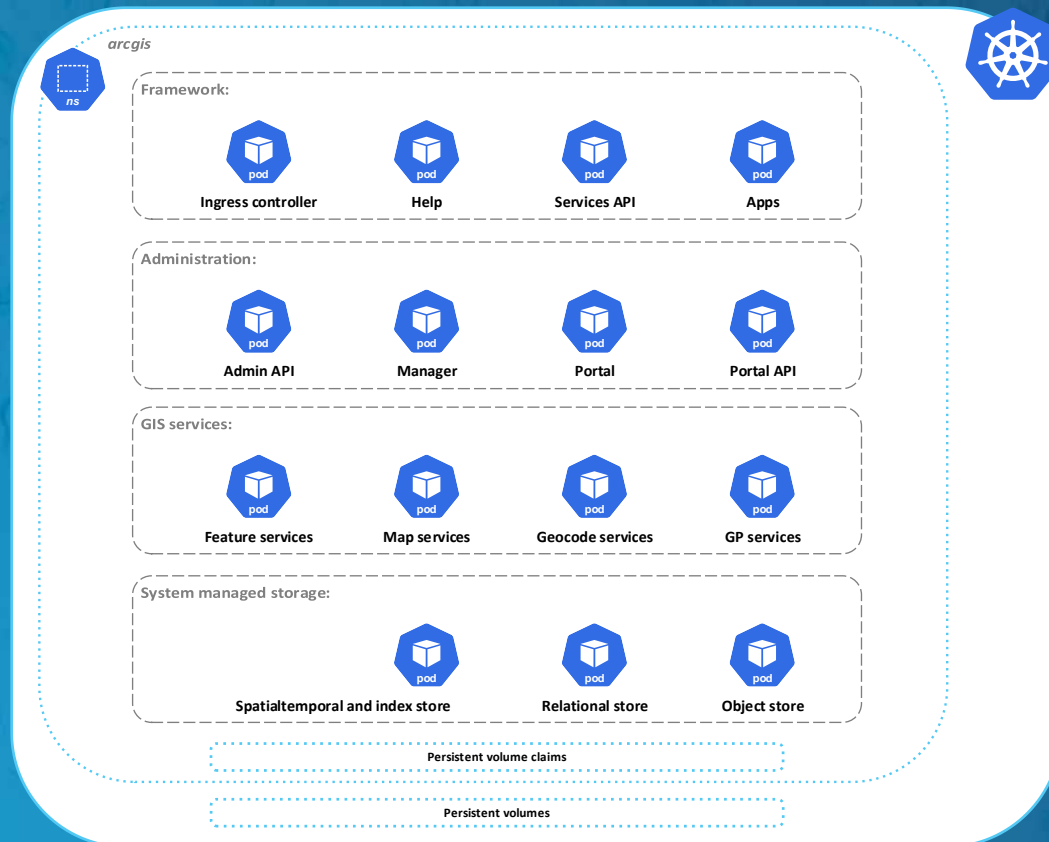 arcgis
ns
Framework:
pod
pod
pod
pod
Ingress controller
Help
Services API
Apps
Administration:
pod
pod
pod
pod
Admin API
Manager
Portal
Portal API
GIS services:
pod
pod
pod
pod
Feature services
Map services
Geocode services
GP services
System managed storage:
pod
pod
pod
Spatialtemporal and index store
Relational store
Object store
Persistent volume claims
Persistent volumes